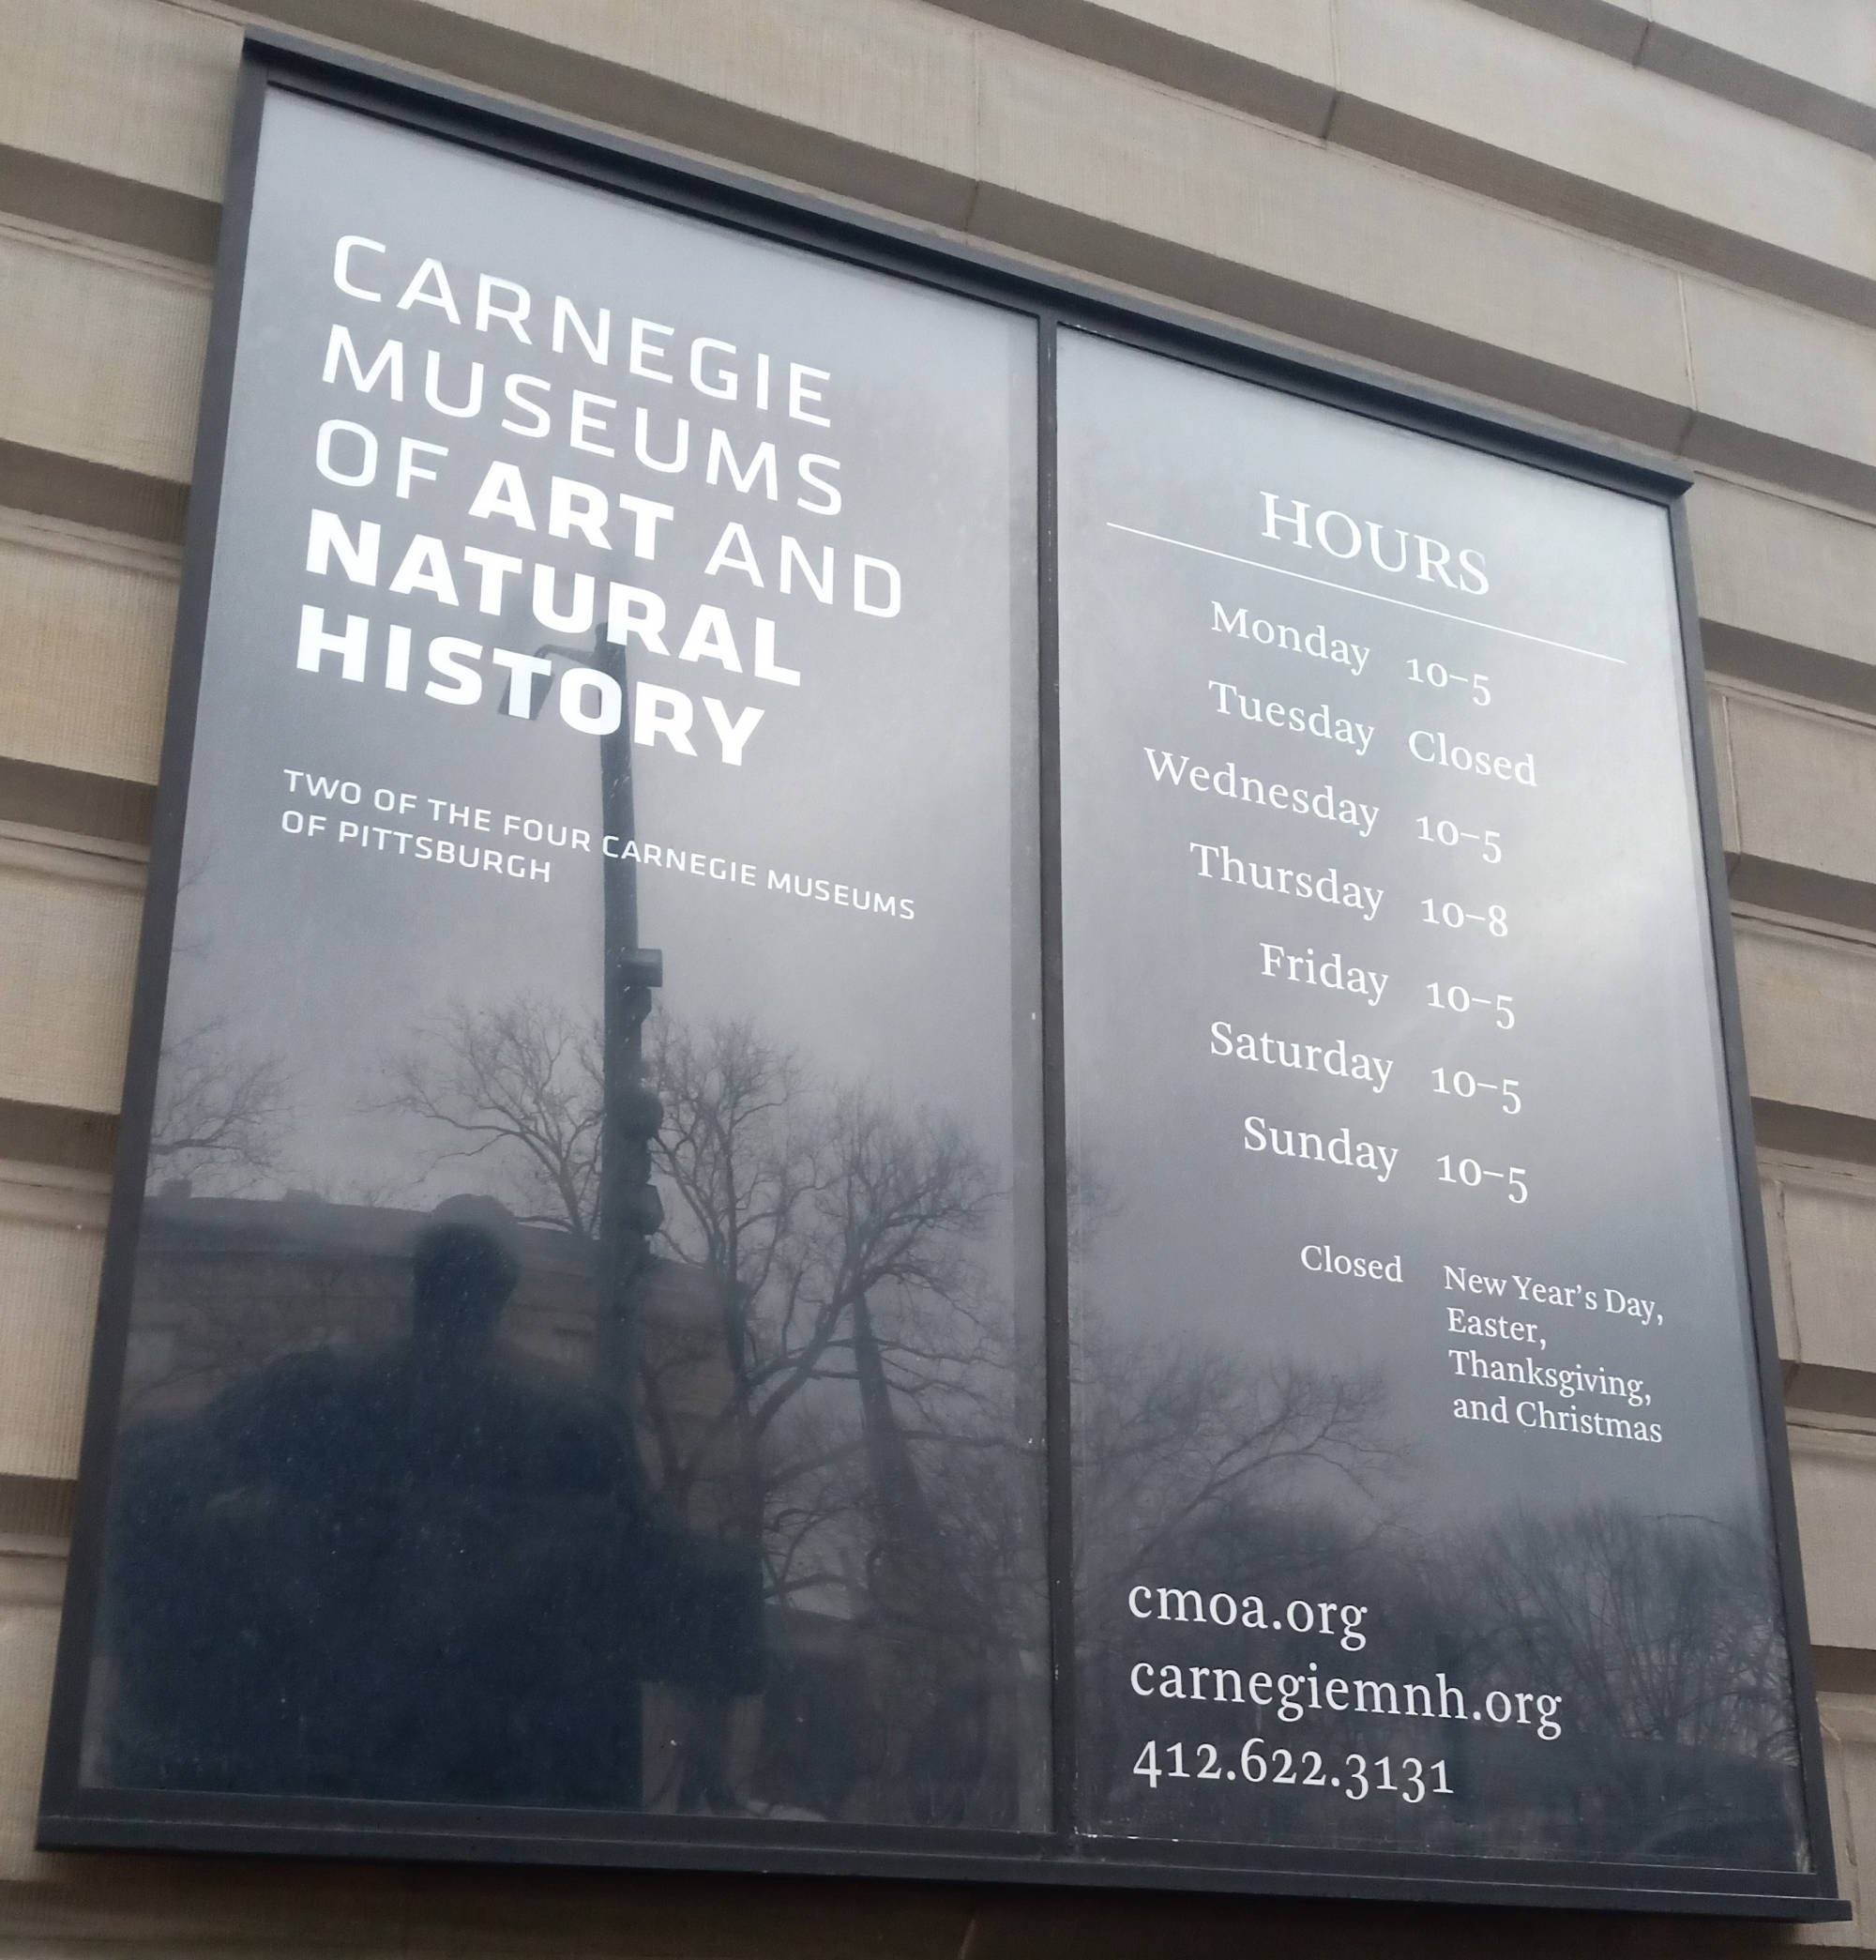 CARNEGIE
MUSEUMS
OF ART AND
NATURAL
HISTORY
TWO OF THE FOUR CARNEGIE MUSEUMS
OF PITTSBURGH
HOURS
Monday 10–5
Tuesday Closed
Wednesday 10–5
Thursday 10–8
Friday 10–5
Saturday 10–5
Sunday 10–5
Closed New Year's Day,
Easter,
Thanksgiving,
and Christmas
cmoa.org
carnegiemnh.org
412.622.3131